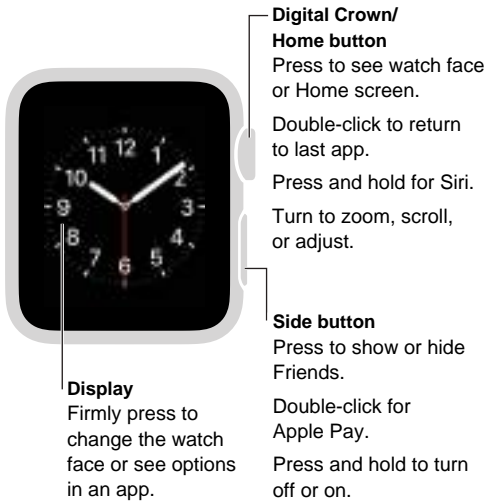 Digital Crown/
Home button
Press to see watch face
or Home screen.
Double-click to return
to last app.
Press and hold for Siri.
Turn to zoom, scroll,
or adjust.
11 12 1
10 2
9 3
8 4
7 6 5
Side button
Press to show or hide
Friends.
Double-click for
Apple Pay.
Press and hold to turn
off or on.
Display
Firmly press to
change the watch
face or see options
in an app.